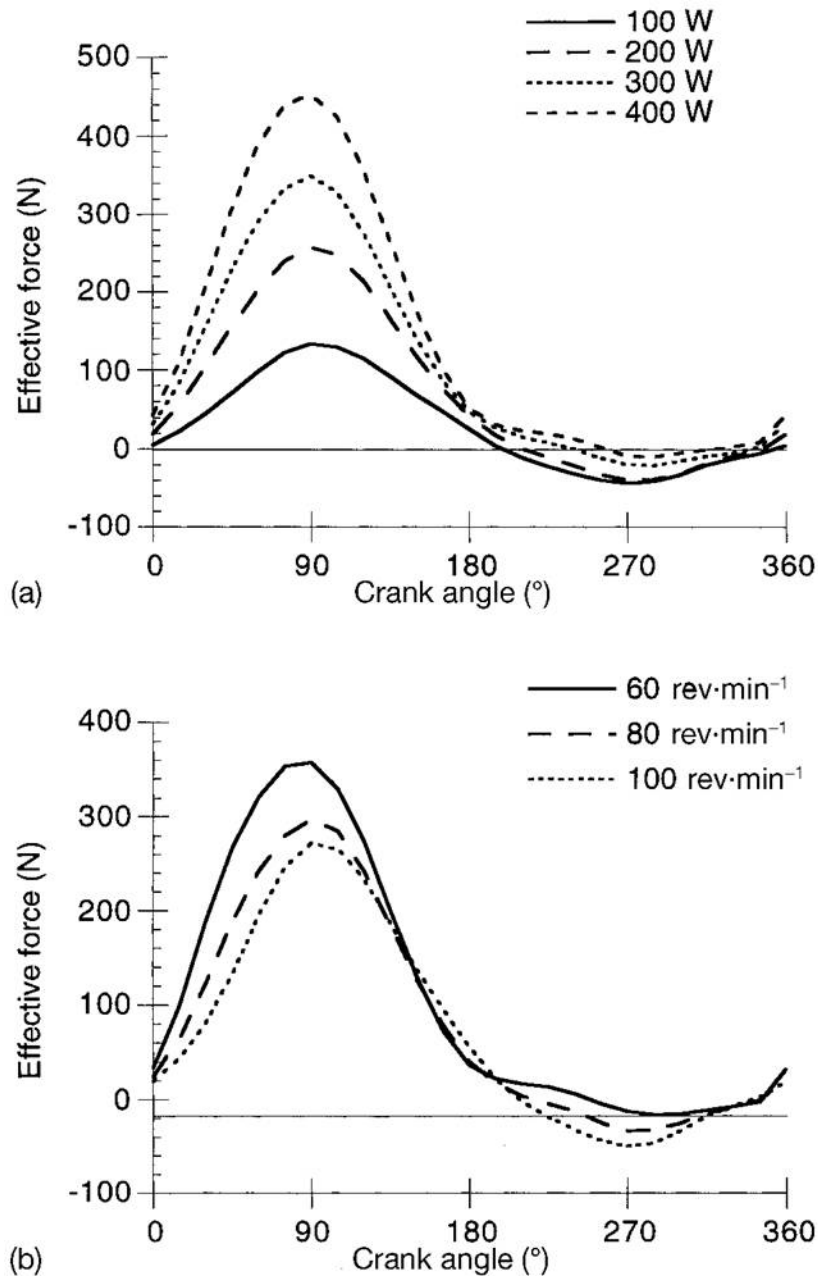 100 W
200 W
300 W
400 W
500
400
300
200
100
0
-100
Effective force (N)
0 90 180 270 360
Crank angle (°)
(a)
60 rev·min⁻¹
80 rev·min⁻¹
100 rev·min⁻¹
400
300
200
100
0
-100
Effective force (N)
0 90 180 270 360
Crank angle (°)
(b)